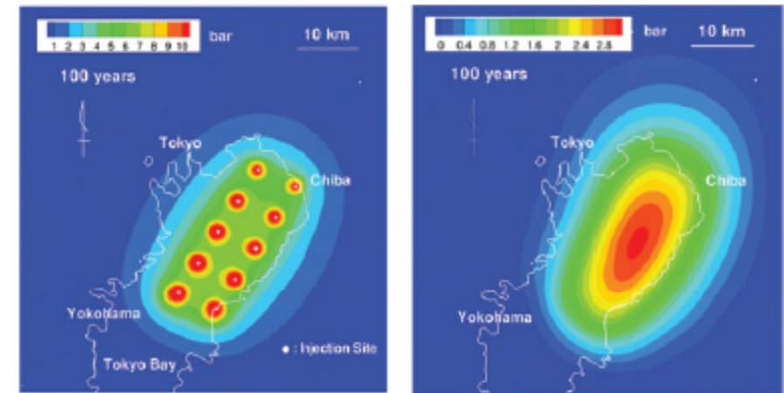 bar
10 km
1 2 3 4 5 6 7 8 9 10
100 years
Tokyo
Chiba
Yokohama
Tokyo Bay
: Injection Site
bar
10 km
0 0.4 0.8 1.2 1.6 2 2.4 2.8
100 years
Tokyo
Chiba
Yokohama
Tokyo Bay